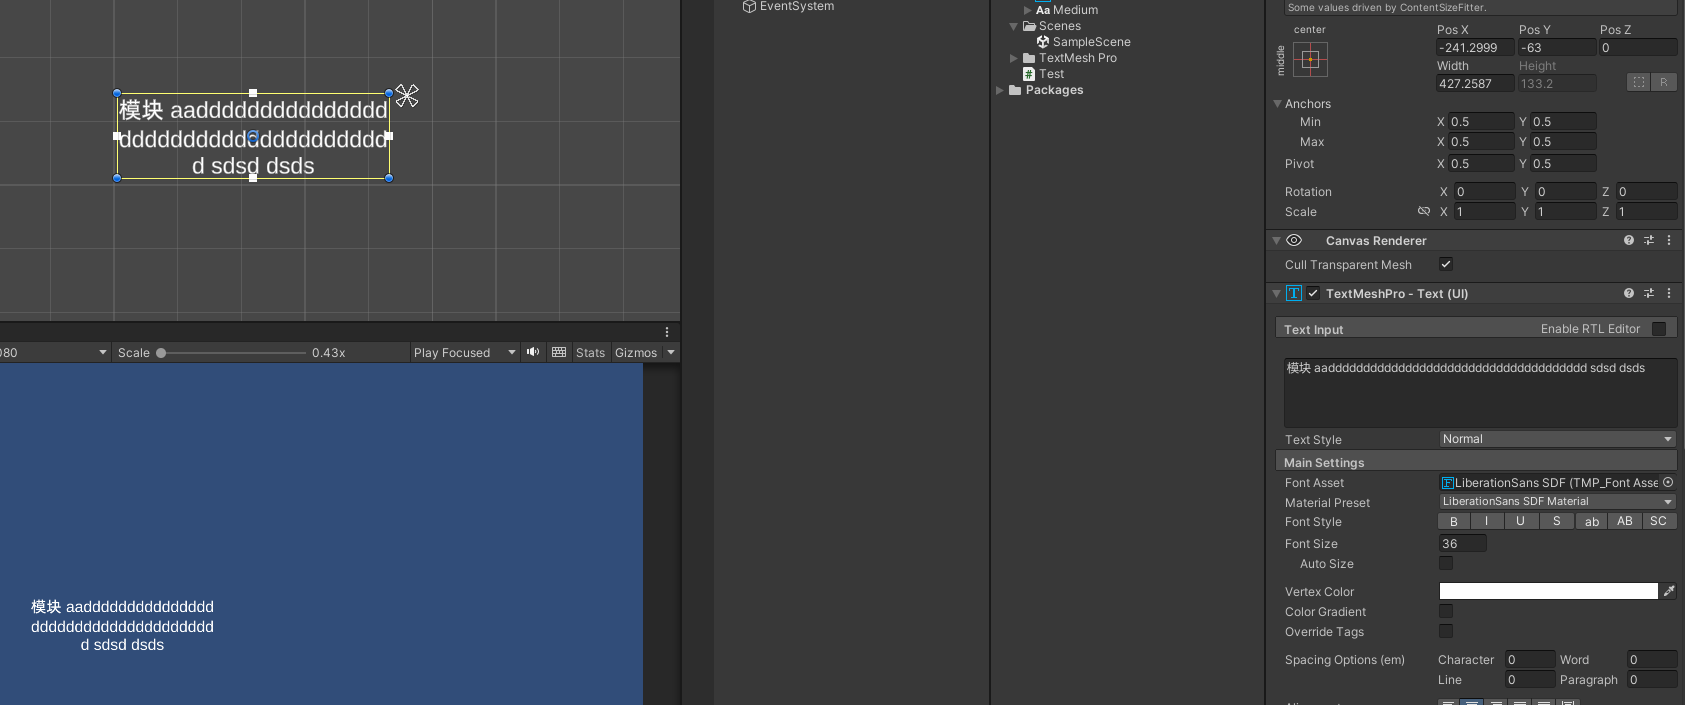 EventSystem
Medium
Scenes
SampleScene
TextMesh Pro
Test
Packages
模块 aaddddddddddddddd
dddddddddddddddddddd
d sdsd dsds
Scale 0.43x Play Focused Stats Gizmos
模块 aaddddddddddddddd
dddddddddddddddddddd
d sdsd dsds
Some values driven by ContentSizeFitter.
center Pos X Pos Y Pos Z
middle -241.2999 -63 0
Width Height
427.2587 133.2 R
Anchors
Min X 0.5 Y 0.5
Max X 0.5 Y 0.5
Pivot X 0.5 Y 0.5
Rotation X 0 Y 0 Z 0
Scale X 1 Y 1 Z 1
Canvas Renderer
Cull Transparent Mesh
TextMeshPro - Text (UI)
Text Input Enable RTL Editor
模块 aaddddddddddddddddddddddddddddddddddddd sdsd dsds
Text Style Normal
Main Settings
Font Asset LiberationSans SDF (TMP_Font Asse
Material Preset LiberationSans SDF Material
Font Style B I U S ab AB SC
Font Size 36
Auto Size
Vertex Color
Color Gradient
Override Tags
Spacing Options (em) Character 0 Word 0
Line 0 Paragraph 0